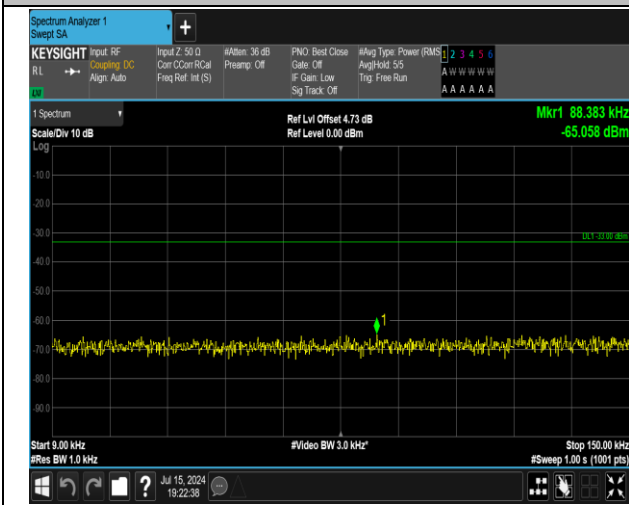 Spectrum Analyzer 1
Swept SA
+
KEYSIGHT Input: RF Input Z: 50 Ω #Atten: 36 dB PNO: Best Close #Avg Type: Power (RMS 1 2 3 4 5 6
RL Coupling: DC Corr CCorr RCal Preamp: Off Gate: Off Avg|Hold: 5/5 A W W W W W
Align: Auto Freq Ref: Int (S) IF Gain: Low Trig: Free Run
Sig Track: Off A A A A A A
LXI
1 Spectrum Ref Lvl Offset 4.73 dB Mkr1 88.383 kHz
Scale/Div 10 dB Ref Level 0.00 dBm -65.058 dBm
Log
-10.0
-20.0
-30.0
DL1 -33.00 dBm
-40.0
-50.0
-60.0
1
-70.0
-80.0
-90.0
Start 9.00 kHz #Video BW 3.0 kHz* Stop 150.00 kHz
#Res BW 1.0 kHz #Sweep 1.00 s (1001 pts)
? Jul 15, 2024
19:22:38